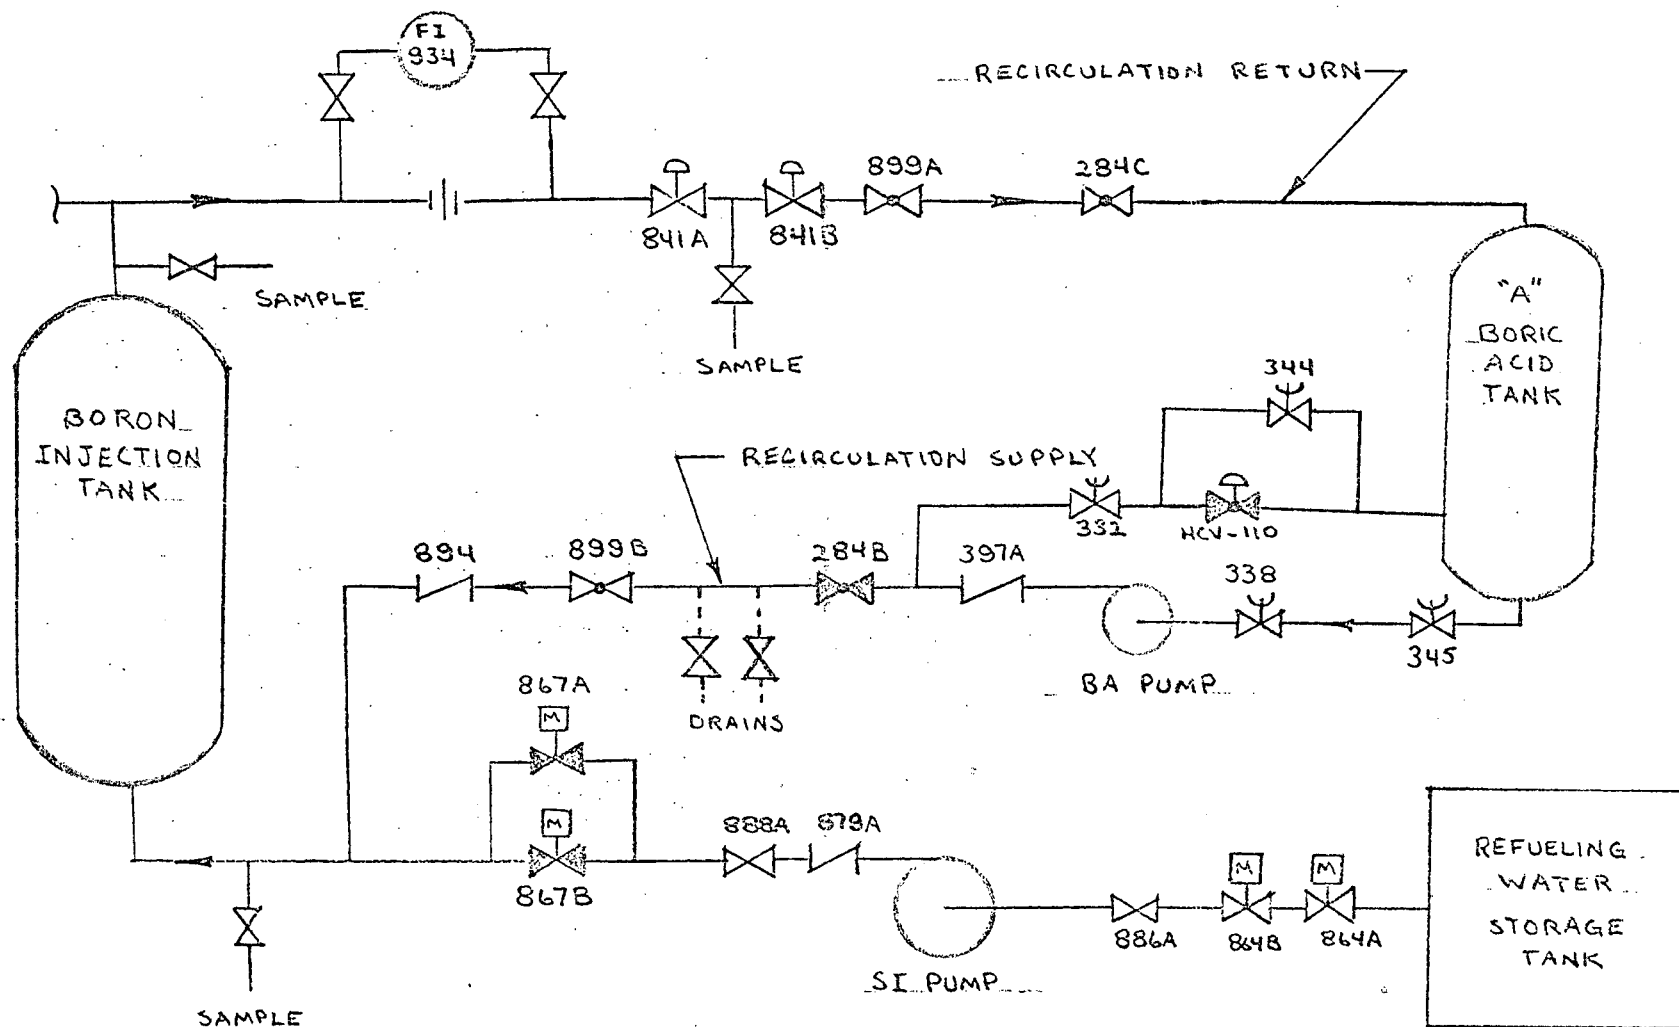 FI
934
RECIRCULATION RETURN
899A
284C
841A
841B
SAMPLE
SAMPLE
"A"
BORIC
ACID
TANK
344
BORON
INJECTION
TANK
RECIRCULATION SUPPLY
332
HCV-110
894
899B
284B
397A
338
345
BA PUMP
867A
M
DRAINS
M
867B
888A
879A
M
M
886A
864B
864A
REFUELING
WATER
STORAGE
TANK
SI PUMP
SAMPLE